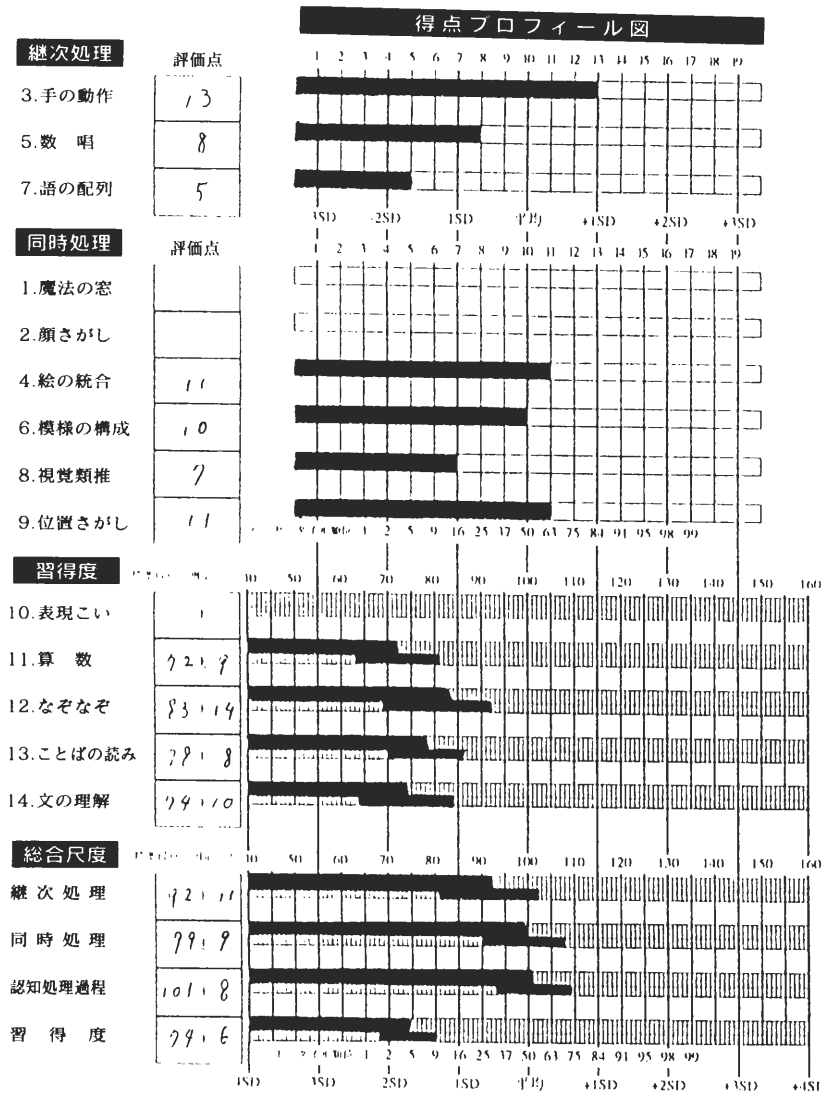 得点プロフィール図
継次処理 評価点 1 2 3 4 5 6 7 8 9 10 11 12 13 14 15 16 17 18 19
3.手の動作 13
5.数 唱 8
7.語の配列 5
-3SD -2SD -1SD 平均 +1SD +2SD +3SD
同時処理 評価点 1 2 3 4 5 6 7 8 9 10 11 12 13 14 15 16 17 18 19
1.魔法の窓
2.顔さがし
4.絵の統合 11
6.模様の構成 10
8.視覚類推 7
9.位置さがし 11
1 2 5 9 16 25 37 50 63 75 84 91 95 98 99
習得度 40 50 60 70 80 90 100 110 120 130 140 150 160
10.表現ごい
11.算 数 72±9
12.なぞなぞ 83±14
13.ことばの読み 78±8
14.文の理解 74±10
総合尺度 40 50 60 70 80 90 100 110 120 130 140 150 160
継次処理 92±11
同時処理 99±9
認知処理過程 101±8
習得度 74±6
1 2 5 9 16 25 37 50 63 75 84 91 95 98 99
-4SD -3SD -2SD -1SD 平均 +1SD +2SD +3SD +4SD